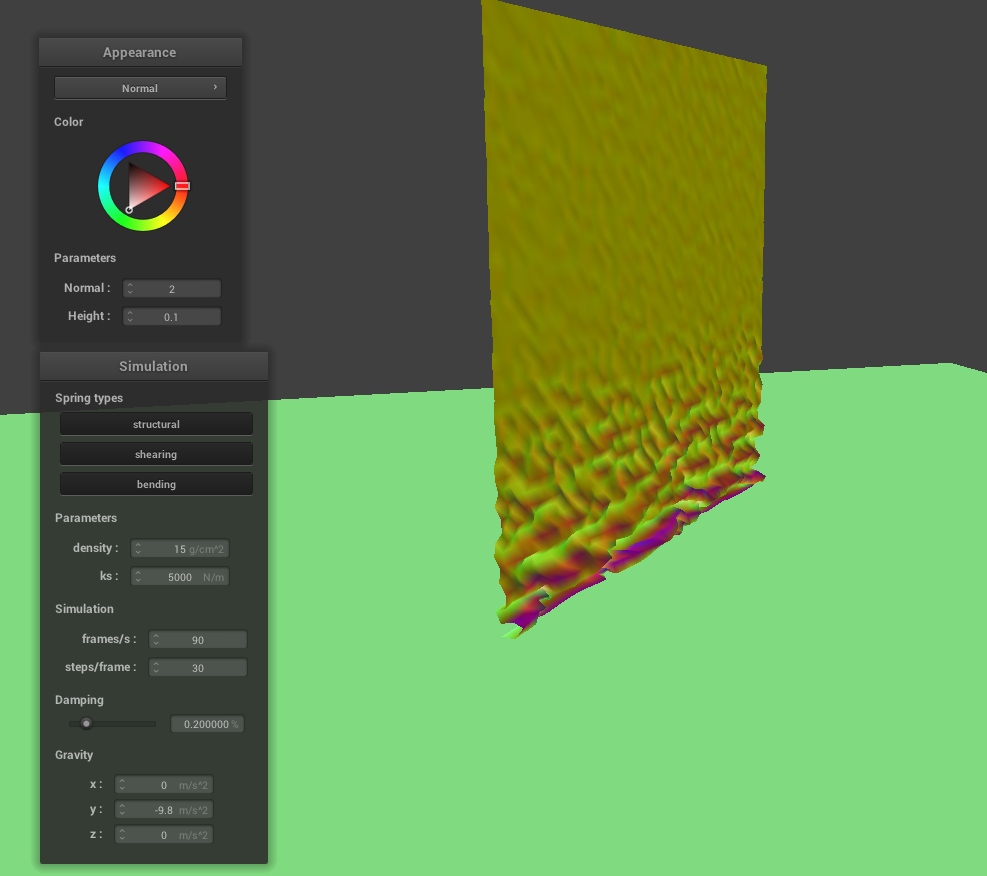 Appearance
Normal ›
Color
Parameters
Normal : 2
Height : 0.1
Simulation
Spring types
structural
shearing
bending
Parameters
density : 15 g/cm^2
ks : 5000 N/m
Simulation
frames/s : 90
steps/frame : 30
Damping
0.200000 %
Gravity
x : 0 m/s^2
y : -9.8 m/s^2
z : 0 m/s^2